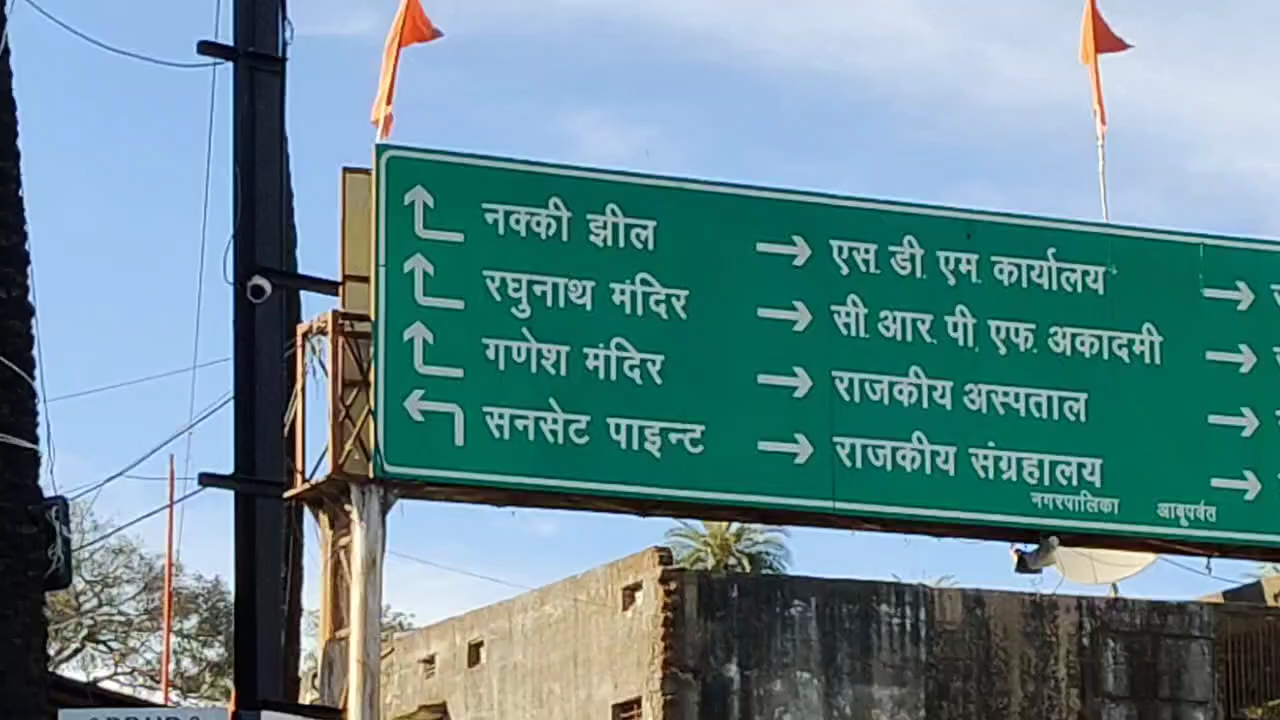 नक्की झील
रघुनाथ मंदिर
गणेश मंदिर
सनसेट पाइन्ट
एस. डी. एम. कार्यालय
सी. आर. पी. एफ. अकादमी
राजकीय अस्पताल
राजकीय संग्रहालय
नगरपालिका आबूपर्वत